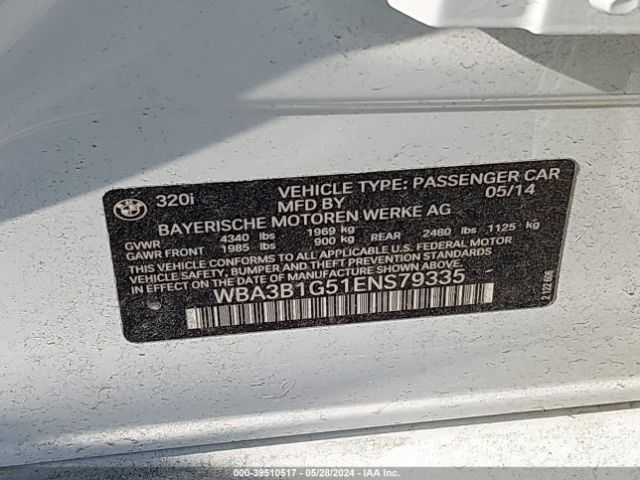 BMW
320i
VEHICLE TYPE: PASSENGER CAR
MFD BY 05/14
BAYERISCHE MOTOREN WERKE AG
GVWR 4340 lbs 1969 kg
GAWR FRONT 1985 lbs 900 kg REAR 2480 lbs 1125 kg
THIS VEHICLE CONFORMS TO ALL APPLICABLE U.S. FEDERAL MOTOR
VEHICLE SAFETY, BUMPER AND THEFT PREVENTION STANDARDS
IN EFFECT ON THE DATE OF MANUFACTURE SHOWN ABOVE.
WBA3B1G51ENS79335
000-39510517 - 05/28/2024 - IAA Inc.